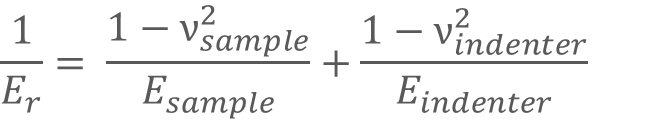 1/E_r = (1 − ν²_sample)/E_sample + (1 − ν²_indenter)/E_indenter